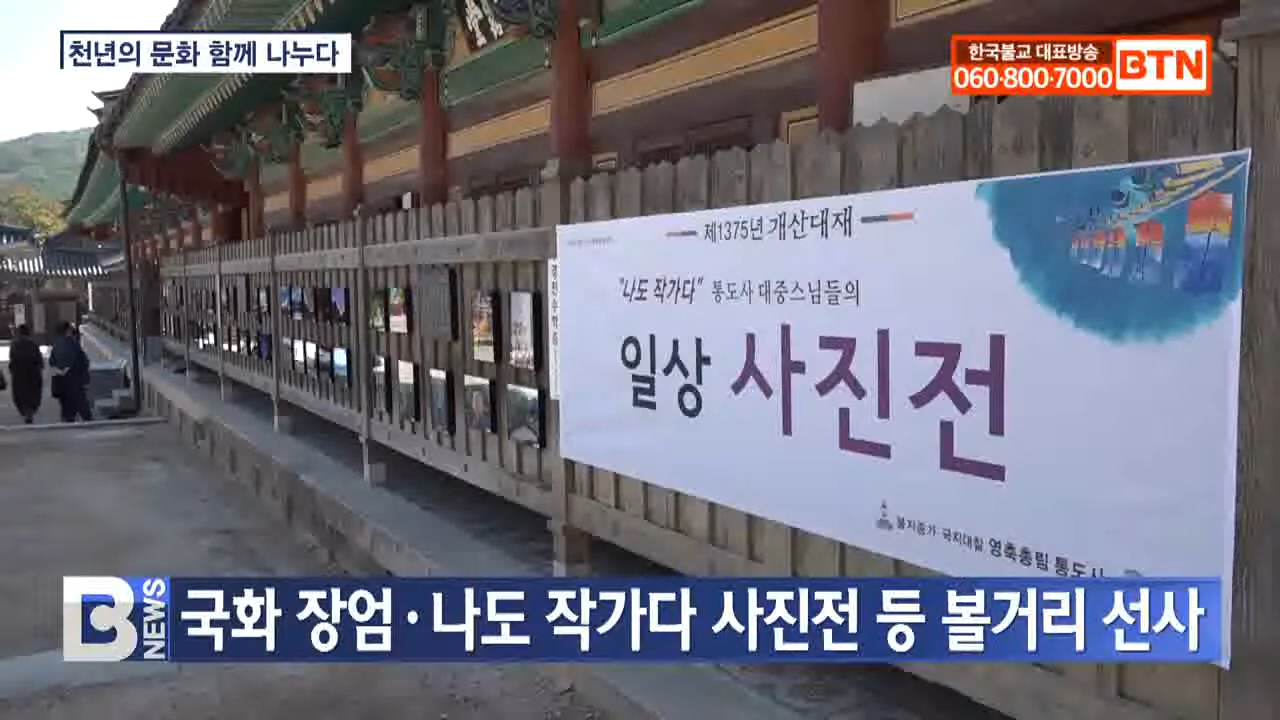 천년의 문화 함께 나누다
한국불교 대표방송
060·800·7000
BTN
제1375년 개산대재
"나도 작가다" 통도사 대중스님들의
일상 사진전
불지종가 국지대찰 영축총림 통도사
B NEWS
국화 장엄·나도 작가다 사진전 등 볼거리 선사